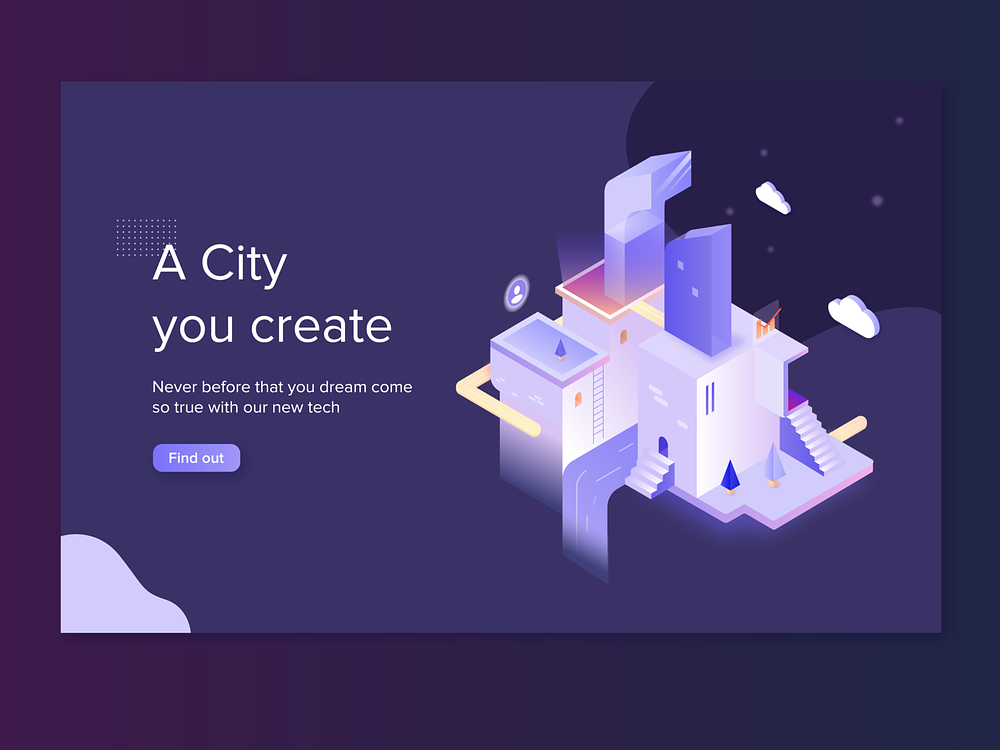 A City
you create
Never before that you dream come
so true with our new tech
Find out